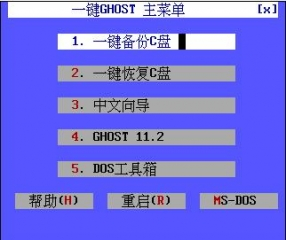 一键GHOST 主菜单 [x]
1. 一键备份C盘
2. 一键恢复C盘
3. 中文向导
4. GHOST 11.2
5. DOS工具箱
帮助(H) 重启(R) MS-DOS